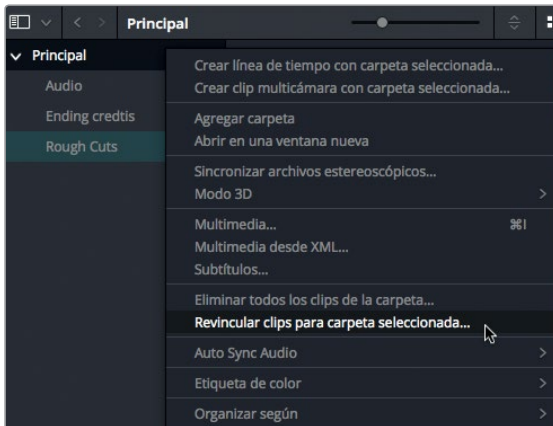 Principal
Principal
Audio
Ending credtis
Rough Cuts
Crear línea de tiempo con carpeta seleccionada...
Crear clip multicámara con carpeta seleccionada...
Agregar carpeta
Abrir en una ventana nueva
Sincronizar archivos estereoscópicos...
Modo 3D
Multimedia... ⌘I
Multimedia desde XML...
Subtítulos...
Eliminar todos los clips de la carpeta...
Revincular clips para carpeta seleccionada...
Auto Sync Audio
Etiqueta de color
Organizar según